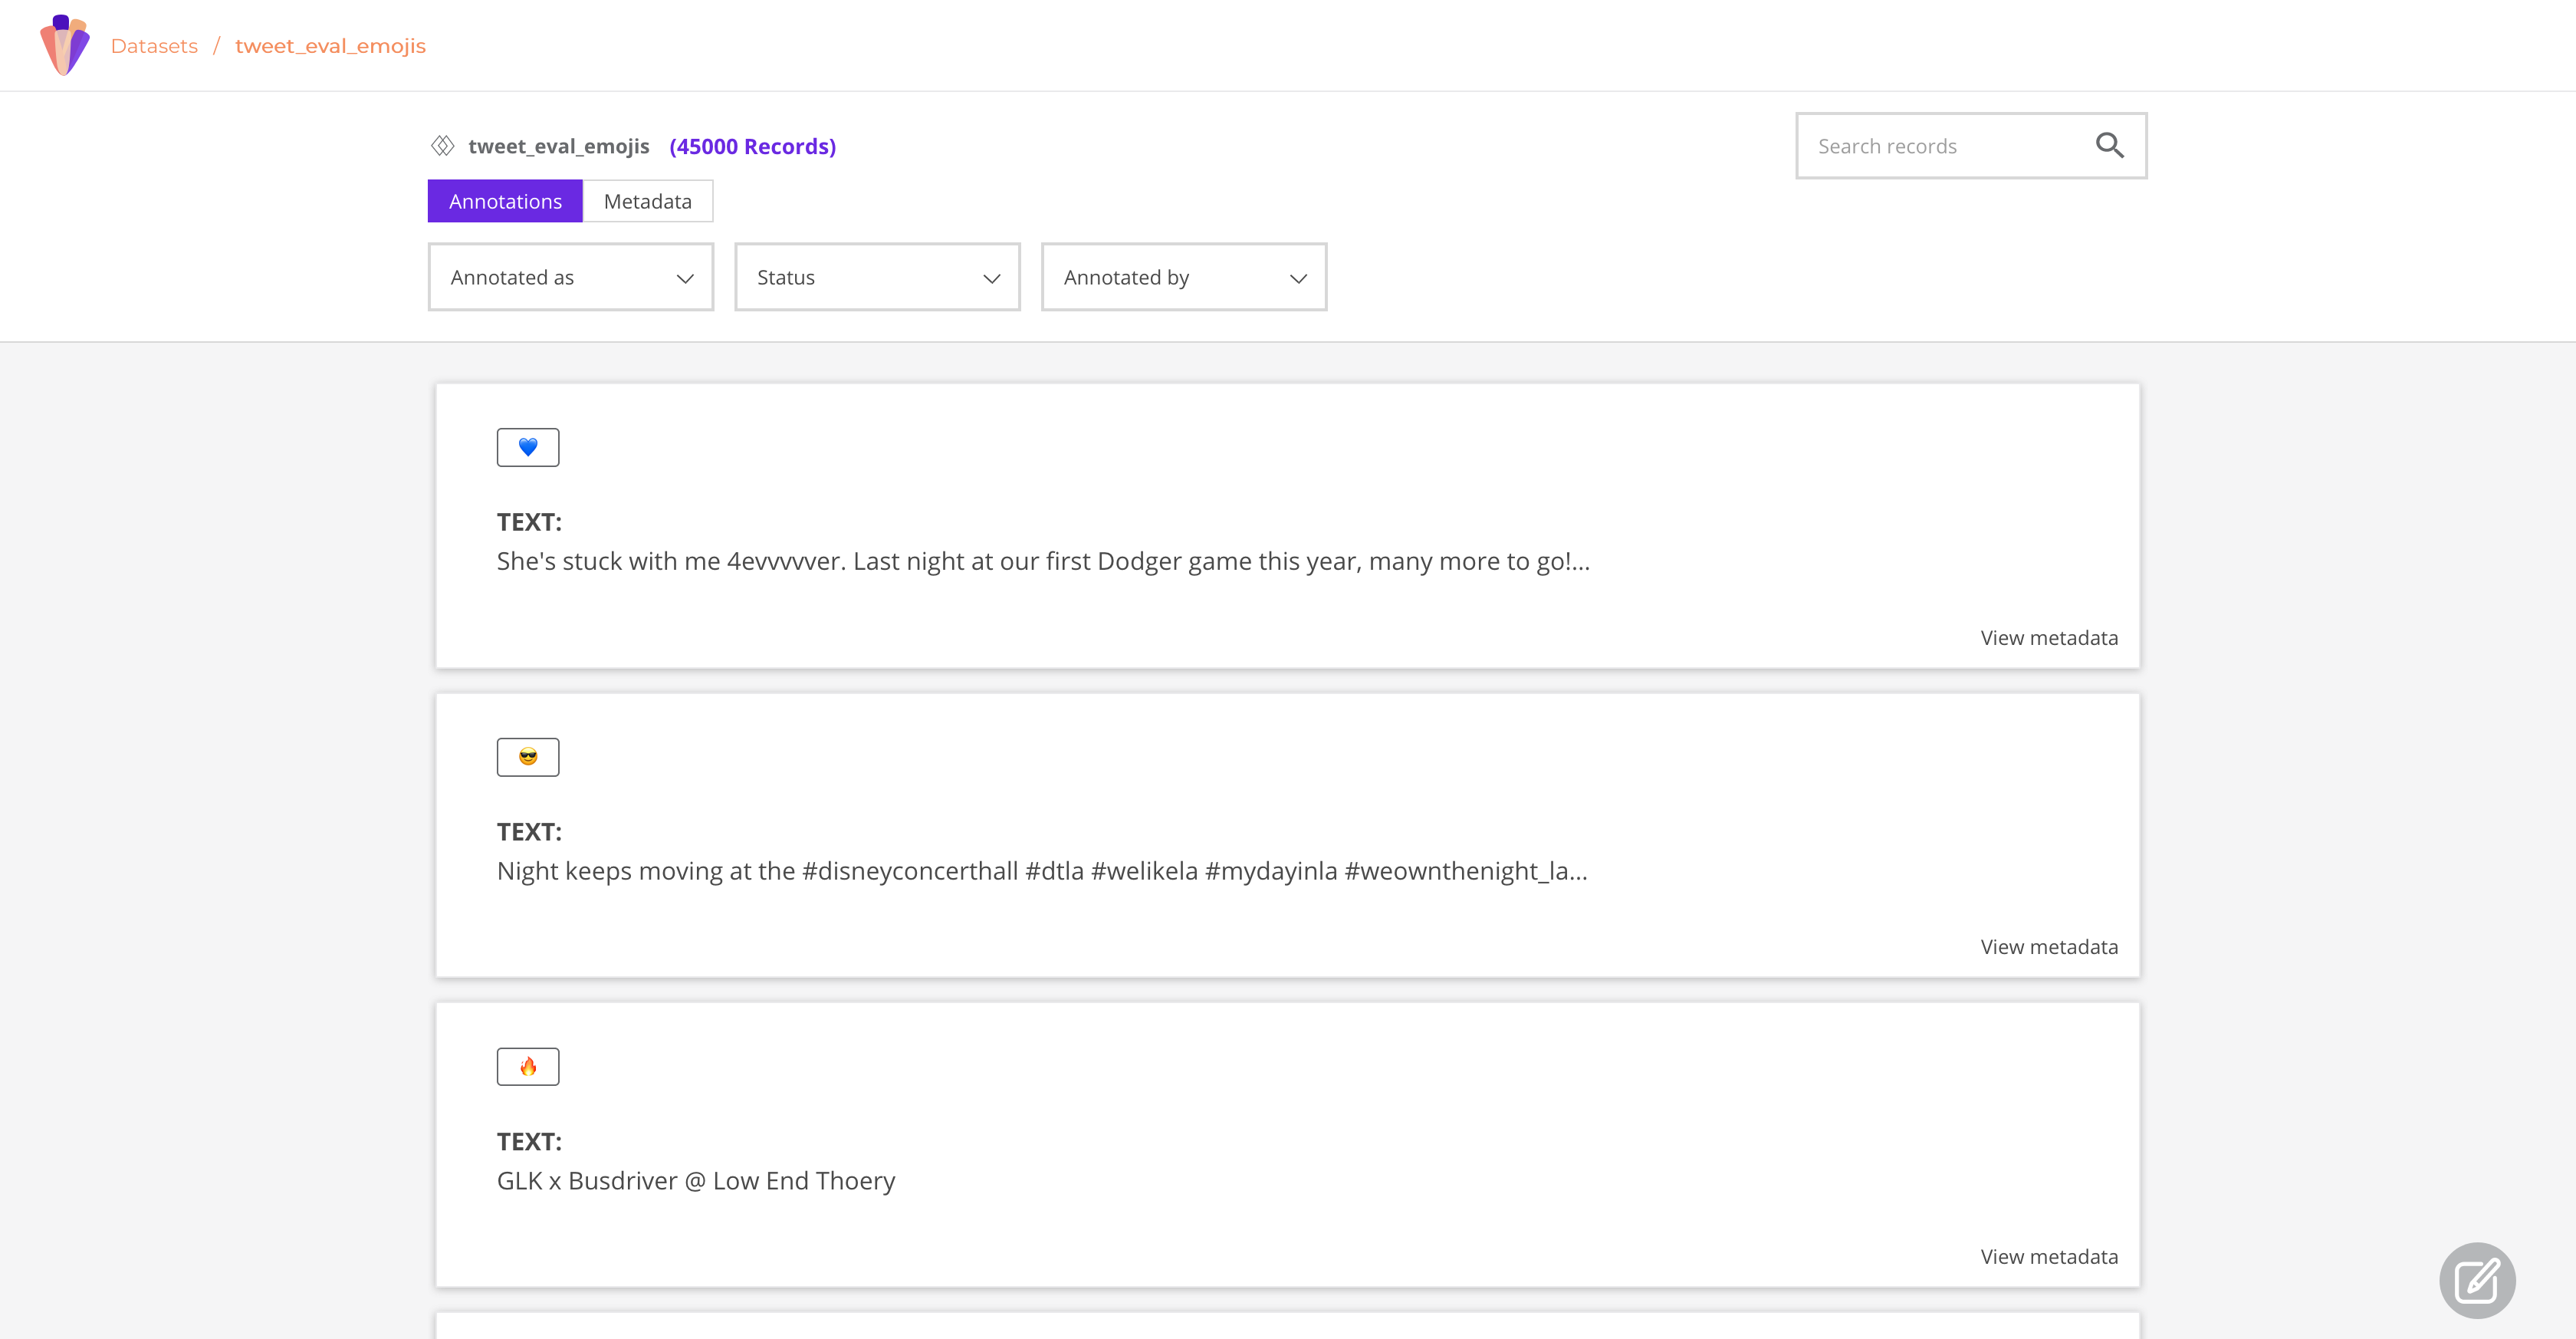 Datasets / tweet_eval_emojis
tweet_eval_emojis (45000 Records)
Search records
Annotations Metadata
Annotated as Status Annotated by
💙
TEXT:
She's stuck with me 4evvvvver. Last night at our first Dodger game this year, many more to go!...
View metadata
😎
TEXT:
Night keeps moving at the #disneyconcerthall #dtla #welikela #mydayinla #weownthenight_la...
View metadata
🔥
TEXT:
GLK x Busdriver @ Low End Thoery
View metadata